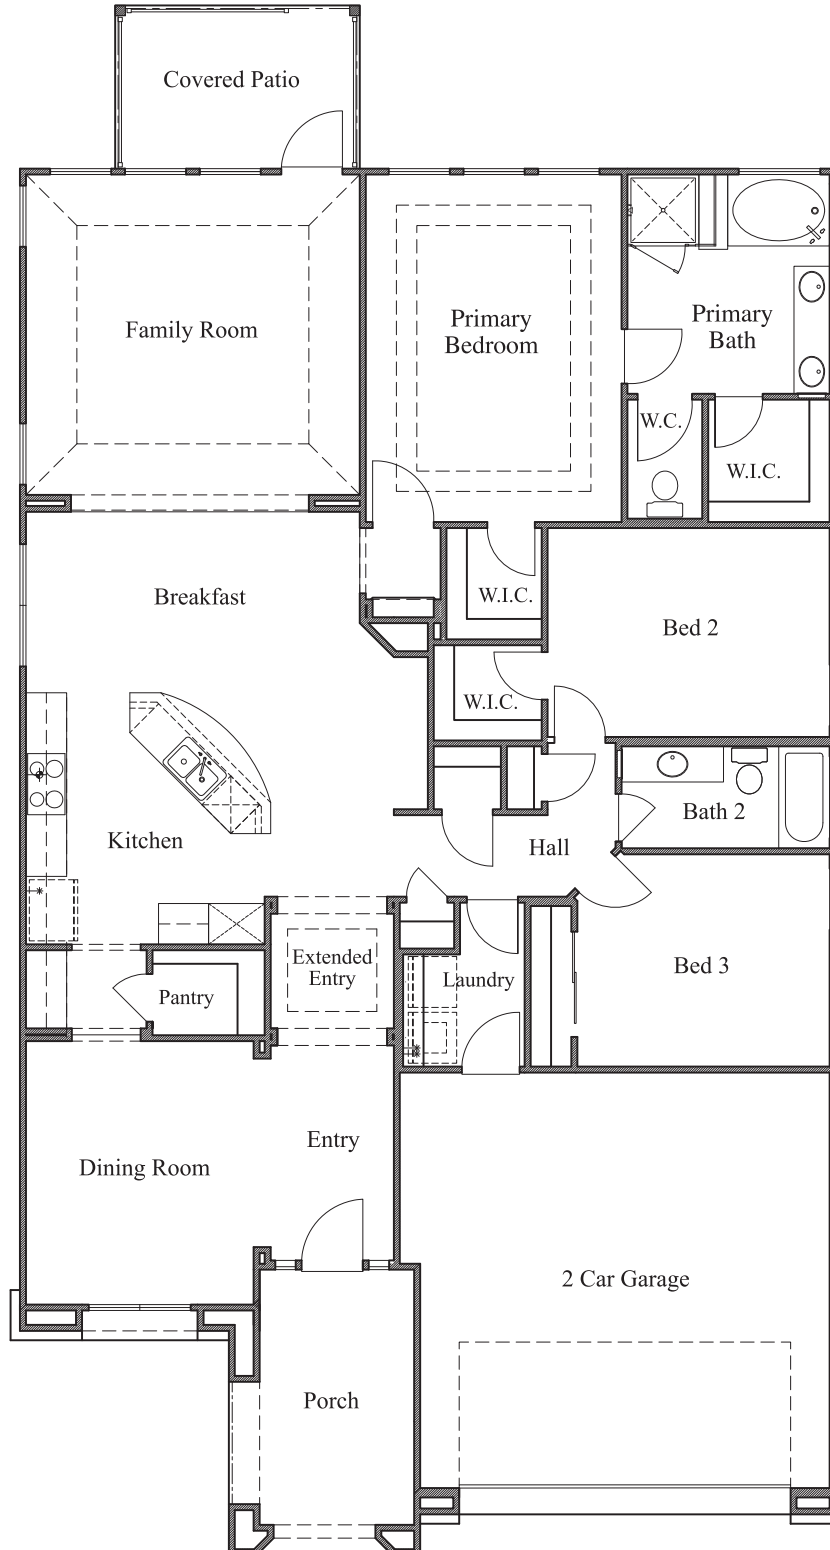 Covered Patio
Family Room
Primary
Bedroom
Primary
Bath
W.C.
W.I.C.
Breakfast
W.I.C.
Bed 2
W.I.C.
Kitchen
Hall
Bath 2
Extended
Entry
Pantry
Laundry
Bed 3
Dining Room
Entry
2 Car Garage
Porch